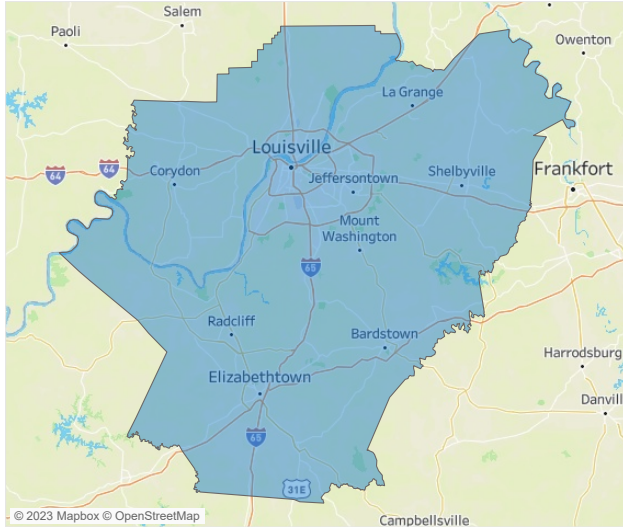 Salem
Paoli
Owenton
La Grange
Louisville
64
64
Corydon
Jeffersontown
Shelbyville
Frankfort
Mount
Washington
65
Radcliff
Bardstown
Harrodsburg
Elizabethtown
Danvill
65
31E
© 2023 Mapbox © OpenStreetMap
Campbellsville